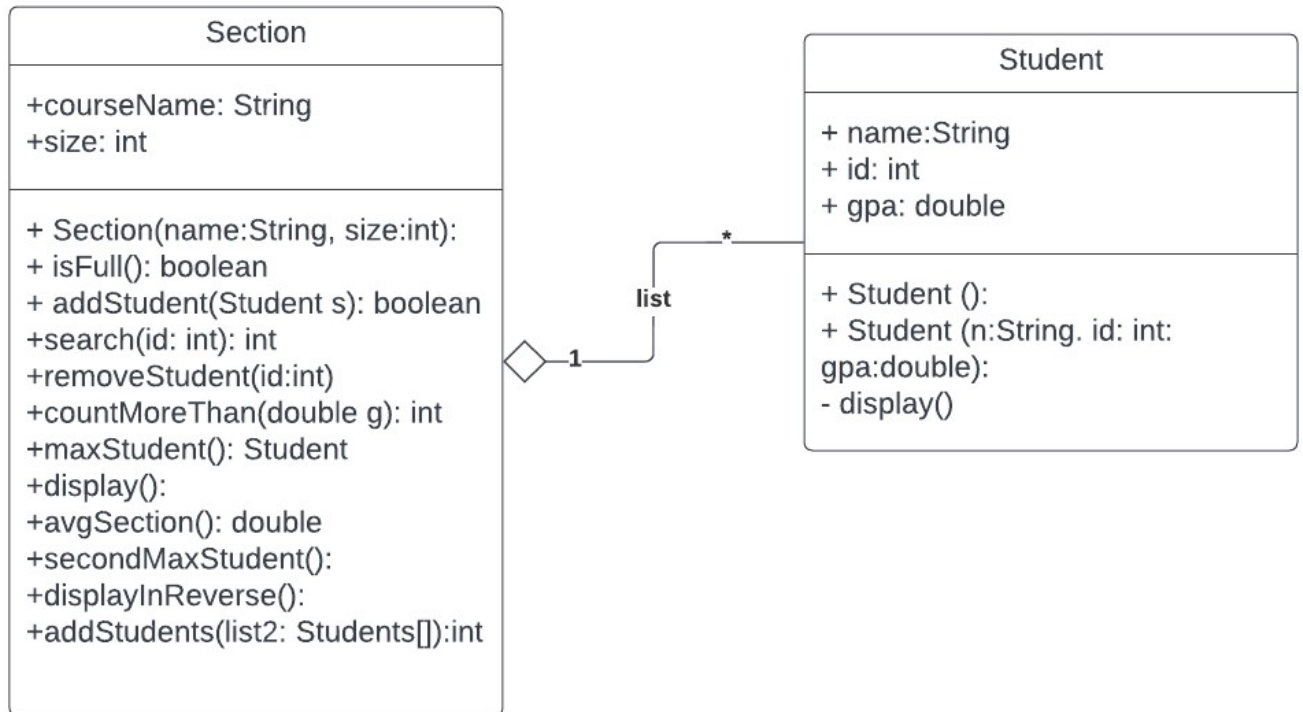 Section
+courseName: String
+size: int
+ Section(name:String, size:int):
+ isFull(): boolean
+ addStudent(Student s): boolean
+search(id: int): int
+removeStudent(id:int)
+countMoreThan(double g): int
+maxStudent(): Student
+display():
+avgSection(): double
+secondMaxStudent():
+displayInReverse():
+addStudents(list2: Students[]):int
1
list
*
Student
+ name:String
+ id: int
+ gpa: double
+ Student ():
+ Student (n:String. id: int:
gpa:double):
- display()